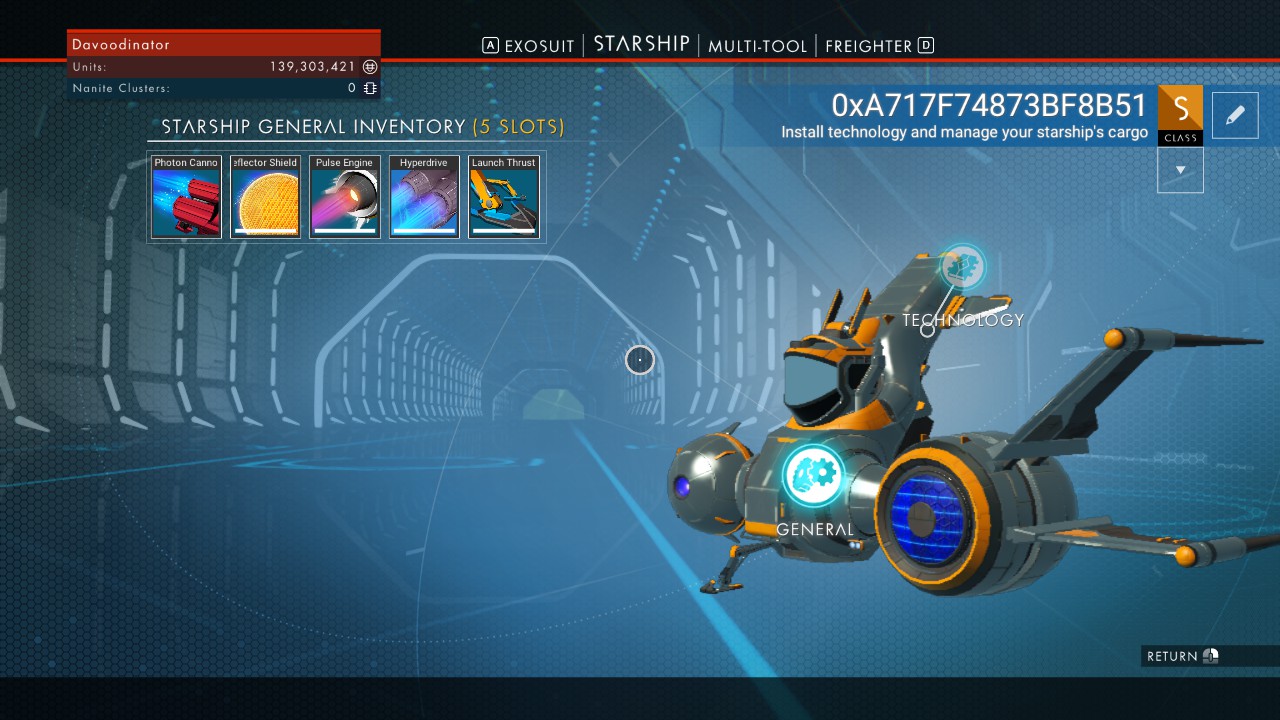 Davoodinator
Units: 139,303,421
Nanite Clusters: 0
A EXOSUIT STARSHIP MULTI-TOOL FREIGHTER D
0xA717F74873BF8B51
Install technology and manage your starship's cargo
S
CLASS
STARSHIP GENERAL INVENTORY (5 SLOTS)
Photon Canno eflector Shield Pulse Engine Hyperdrive Launch Thrust
TECHNOLOGY
GENERAL
RETURN